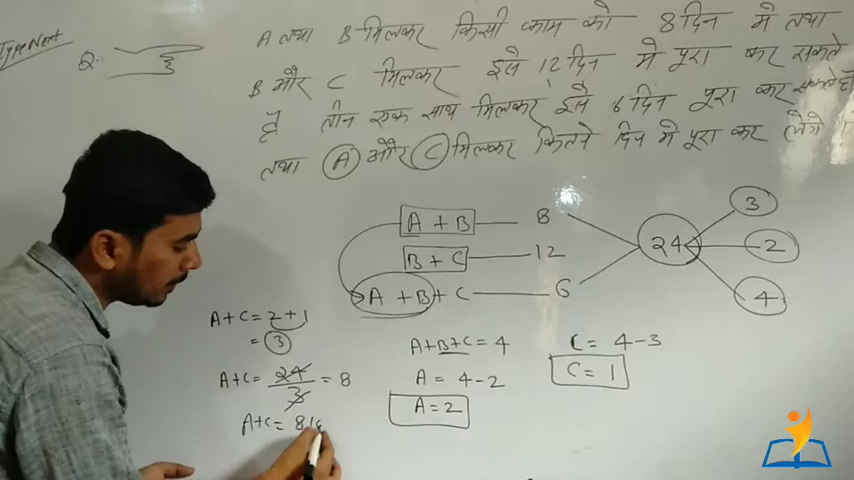 Type Next
Q. A तथा B मिलकर किसी काम को 8 दिन मे तथा
B और C मिलकर इसे 12 दिन मे पूरा कर सकते
है तीन एक साथ मिलकर इसे 6 दिन पूरा कर सकते है
तथा A और C मिलकर कितने दिन मे पूरा कर लेगे
A + B 8 3
B + C 12 24 2
A + B + C 6 4
A+C = 2+1
= 3
A+C = 24/3 = 8
A+C = 8
A+B+C = 4
A = 4-2
A = 2
C = 4-3
C = 1